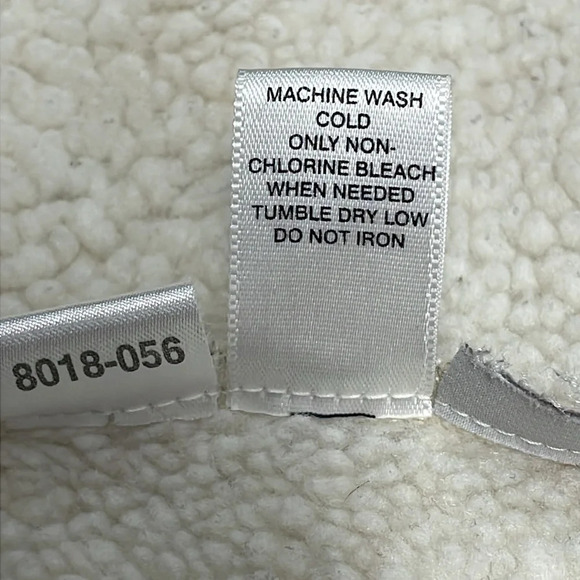 MACHINE WASH
COLD
ONLY NON-
CHLORINE BLEACH
WHEN NEEDED
TUMBLE DRY LOW
DO NOT IRON
8018-056